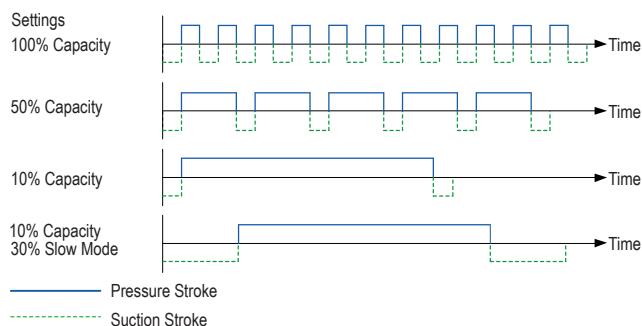 Settings
100% Capacity
Time
50% Capacity
Time
10% Capacity
Time
10% Capacity
30% Slow Mode
Time
Pressure Stroke
Suction Stroke